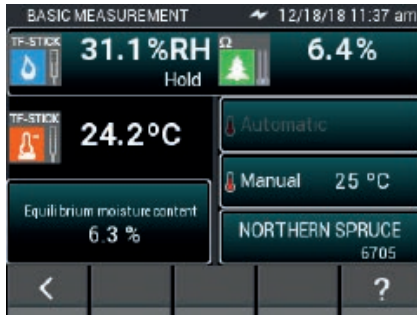 BASIC MEASUREMENT 12/18/18 11:37 am
TF-STICK 31.1%RH Ω 6.4%
Hold
TF-STICK 24.2°C
Automatic
Manual 25 °C
Equilibrium moisture content
6.3 %
NORTHERN SPRUCE
6705
< ?